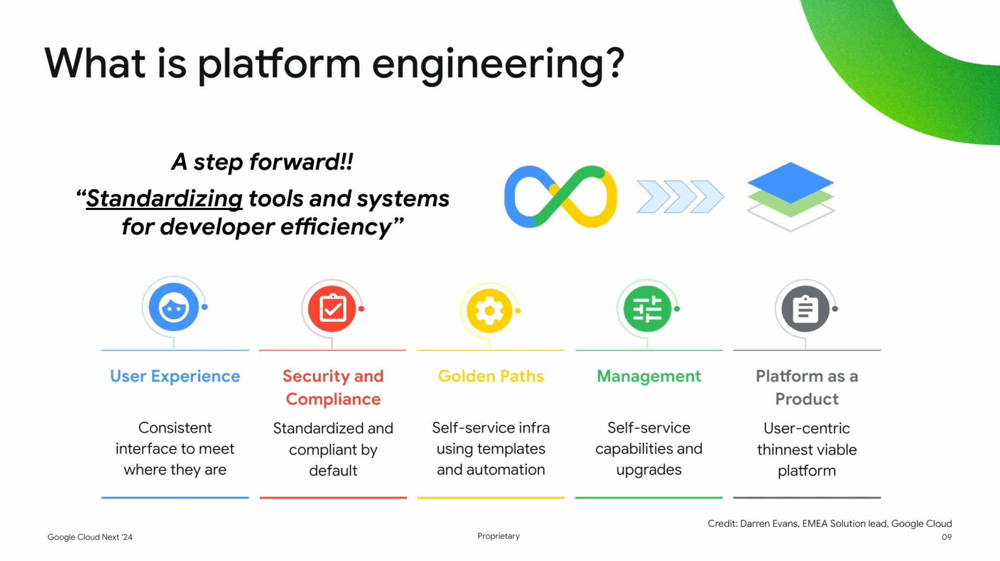 What is platform engineering?
A step forward!!
“Standardizing tools and systems
for developer efficiency”
User Experience
Consistent
interface to meet
where they are
Security and
Compliance
Standardized and
compliant by
default
Golden Paths
Self-service infra
using templates
and automation
Management
Self-service
capabilities and
upgrades
Platform as a
Product
User-centric
thinnest viable
platform
Credit: Darren Evans, EMEA Solution lead, Google Cloud
Google Cloud Next ‘24
Proprietary
09